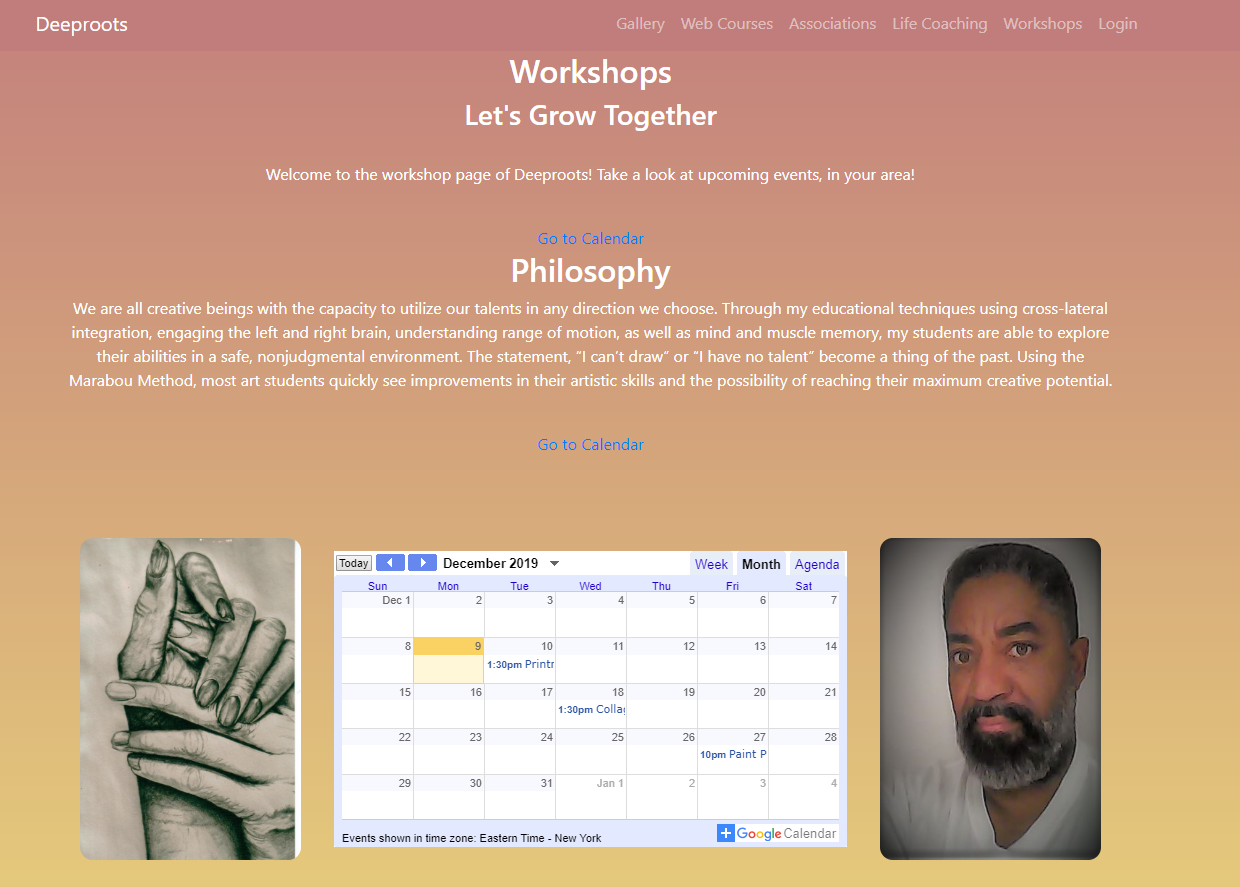 Deeproots Gallery Web Courses Associations Life Coaching Workshops Login
Workshops
Let's Grow Together
Welcome to the workshop page of Deeproots! Take a look at upcoming events, in your area!
Go to Calendar
Philosophy
We are all creative beings with the capacity to utilize our talents in any direction we choose. Through my educational techniques using cross-lateral
integration, engaging the left and right brain, understanding range of motion, as well as mind and muscle memory, my students are able to explore
their abilities in a safe, nonjudgmental environment. The statement, “I can’t draw” or “I have no talent” become a thing of the past. Using the
Marabou Method, most art students quickly see improvements in their artistic skills and the possibility of reaching their maximum creative potential.
Go to Calendar
Today December 2019 Week Month Agenda
Sun Mon Tue Wed Thu Fri Sat
Dec 1 2 3 4 5 6 7
8 9 10 11 12 13 14
1:30pm Printr
15 16 17 18 19 20 21
1:30pm Collag
22 23 24 25 26 27 28
10pm Paint P
29 30 31 Jan 1 2 3 4
Events shown in time zone: Eastern Time - New York
Google Calendar